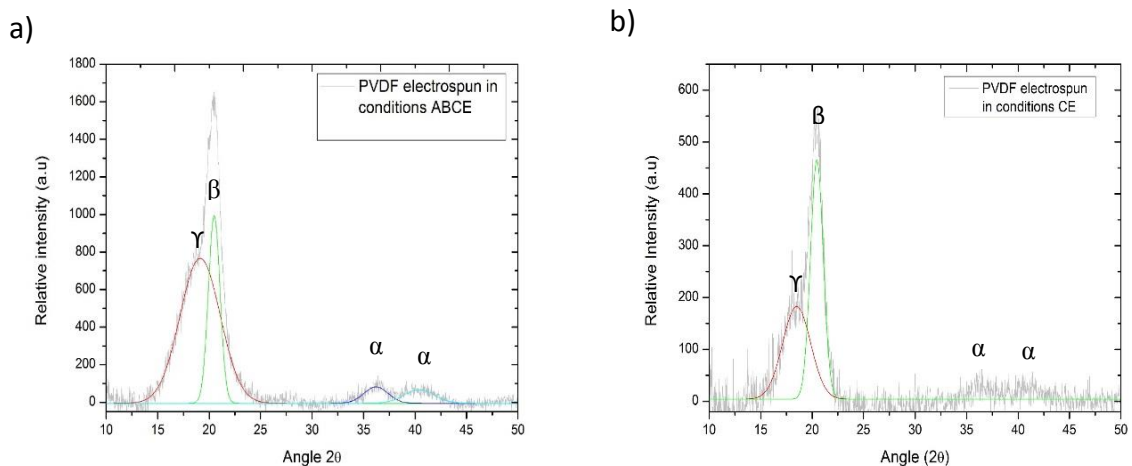 a)
1800
1600
1400
1200
1000
800
600
400
200
0
10 15 20 25 30 35 40 45 50
Relative intensity (a.u)
Angle 2θ
PVDF electrospun in
conditions ABCE
ϒ
β
α
α
b)
600
500
400
300
200
100
0
10 15 20 25 30 35 40 45 50
Relative Intensity (a.u)
Angle (2θ)
PVDF electrospun
in conditions CE
ϒ
β
α
α